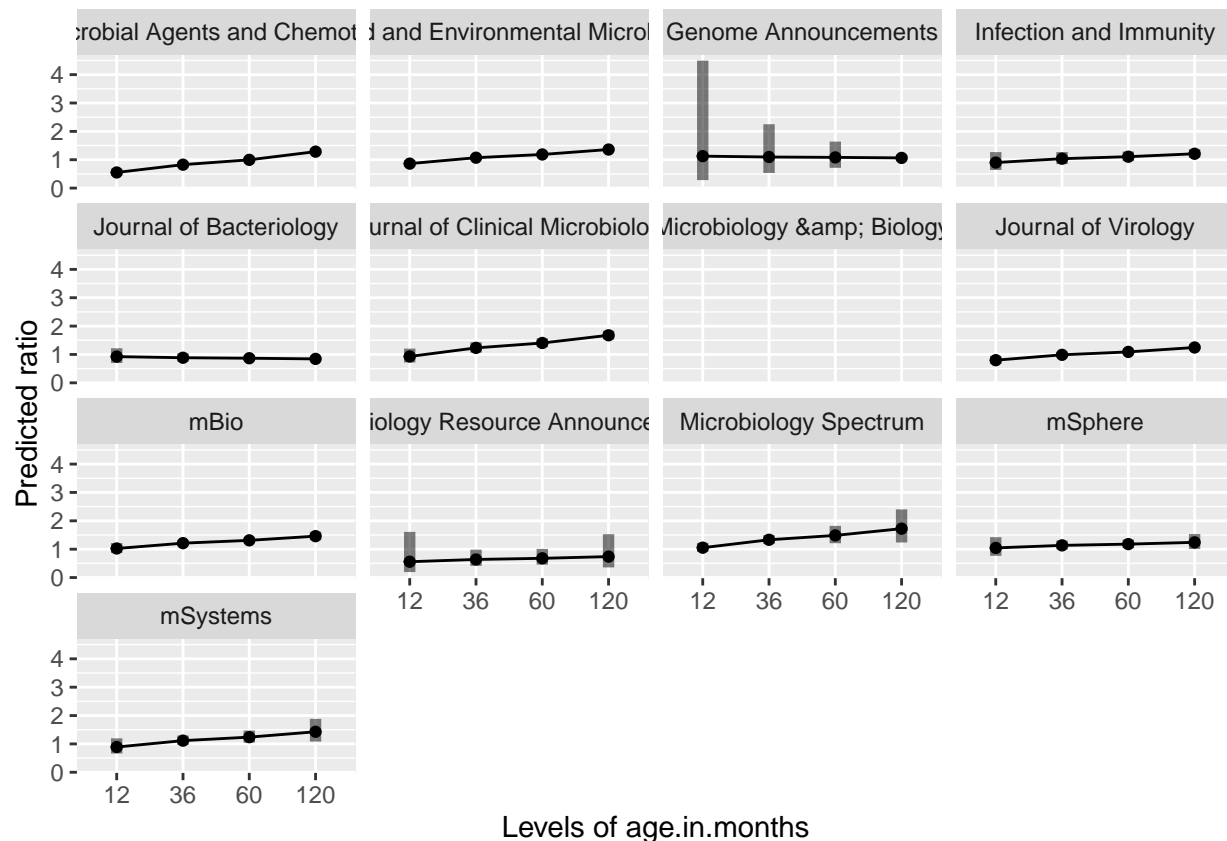 crobial Agents and Chemot
d and Environmental Microl
Genome Announcements
Infection and Immunity
4
3
2
1
0
Journal of Bacteriology
urnal of Clinical Microbiolo
Microbiology &amp; Biology
Journal of Virology
4
3
2
1
0
mBio
iology Resource Announce
Microbiology Spectrum
mSphere
4
3
2
1
0
12 36 60 120
12 36 60 120
12 36 60 120
mSystems
4
3
2
1
0
12 36 60 120
Predicted ratio
Levels of age.in.months